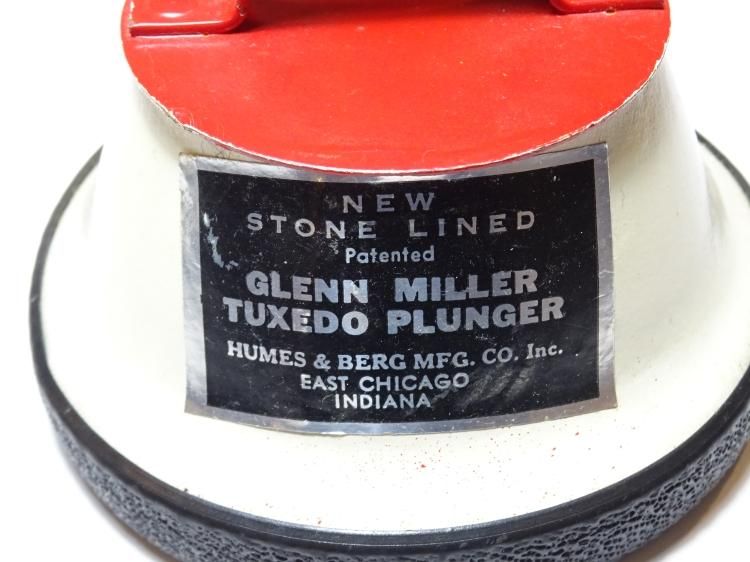 NEW
STONE LINED
Patented
GLENN MILLER
TUXEDO PLUNGER
HUMES & BERG MFG. CO. Inc.
EAST CHICAGO
INDIANA